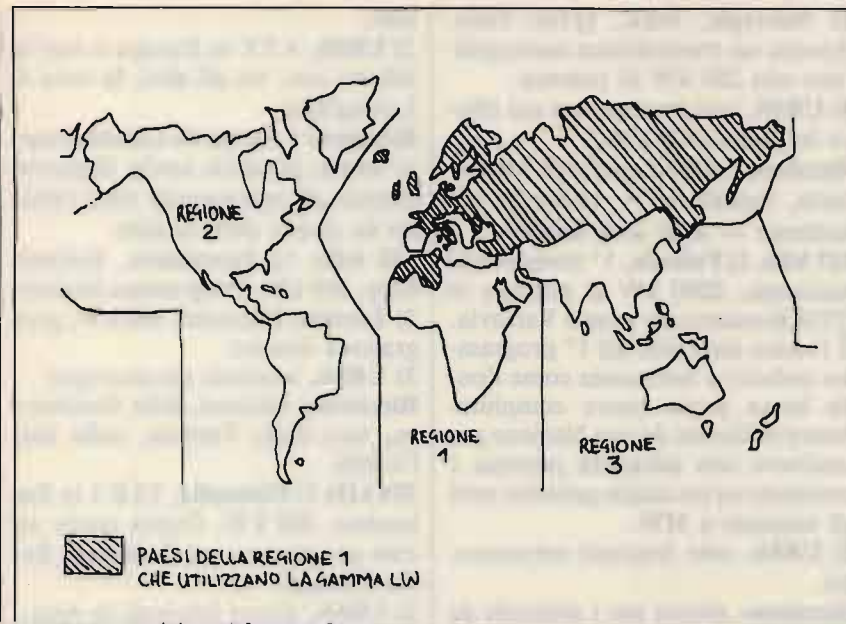 REGIONE
2
REGIONE
1
REGIONE
3
PAESI DELLA REGIONE 1
CHE UTILIZZANO LA GAMMA LW